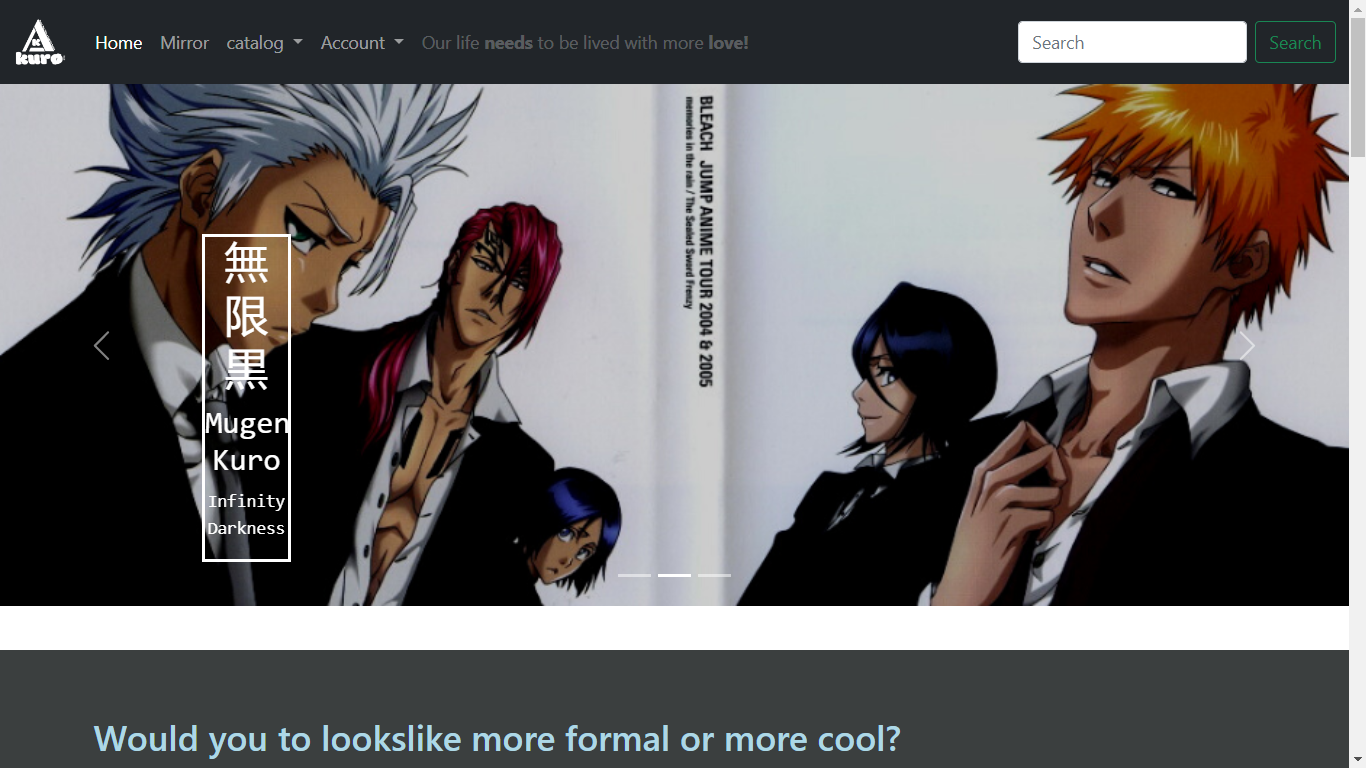 K
kuro
Home Mirror catalog Account Our life needs to be lived with more love! Search Search
BLEACH JUMP ANIME TOUR 2004 & 2005
memories in the rain / The Sealed Sword Frenzy
無
限
黒
Mugen
Kuro
Infinity
Darkness
Would you to lookslike more formal or more cool?